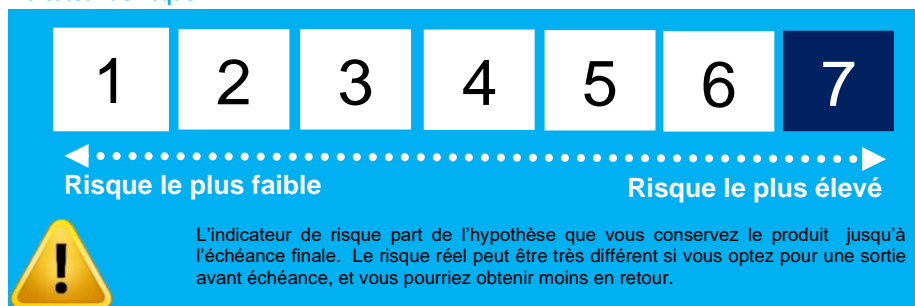 1 2 3 4 5 6 7
Risque le plus faible Risque le plus élevé
L'indicateur de risque part de l'hypothèse que vous conservez le produit jusqu'à
l'échéance finale. Le risque réel peut être très différent si vous optez pour une sortie
avant échéance, et vous pourriez obtenir moins en retour.